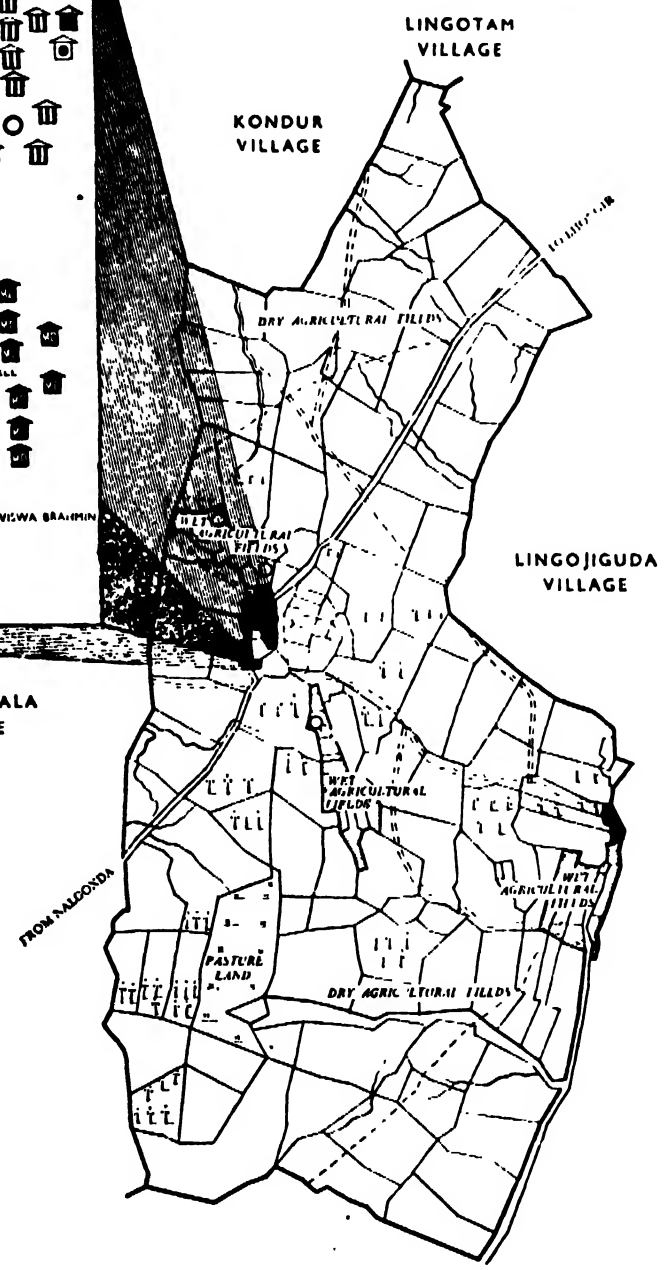 LINGOTAM
VILLAGE
KONDUR
VILLAGE
DRY AGRICULTURAL FIELDS
VISWA BRAHMIN
WET
AGRICULTURAL
FIELDS
LINGOJIGUDA
VILLAGE
ALA
E
WET
AGRICULTURAL
FIELDS
WET
AGRICULTURAL
FIELDS
FROM NALGONDA
PASTURE
LAND
DRY AGRICULTURAL FIELDS